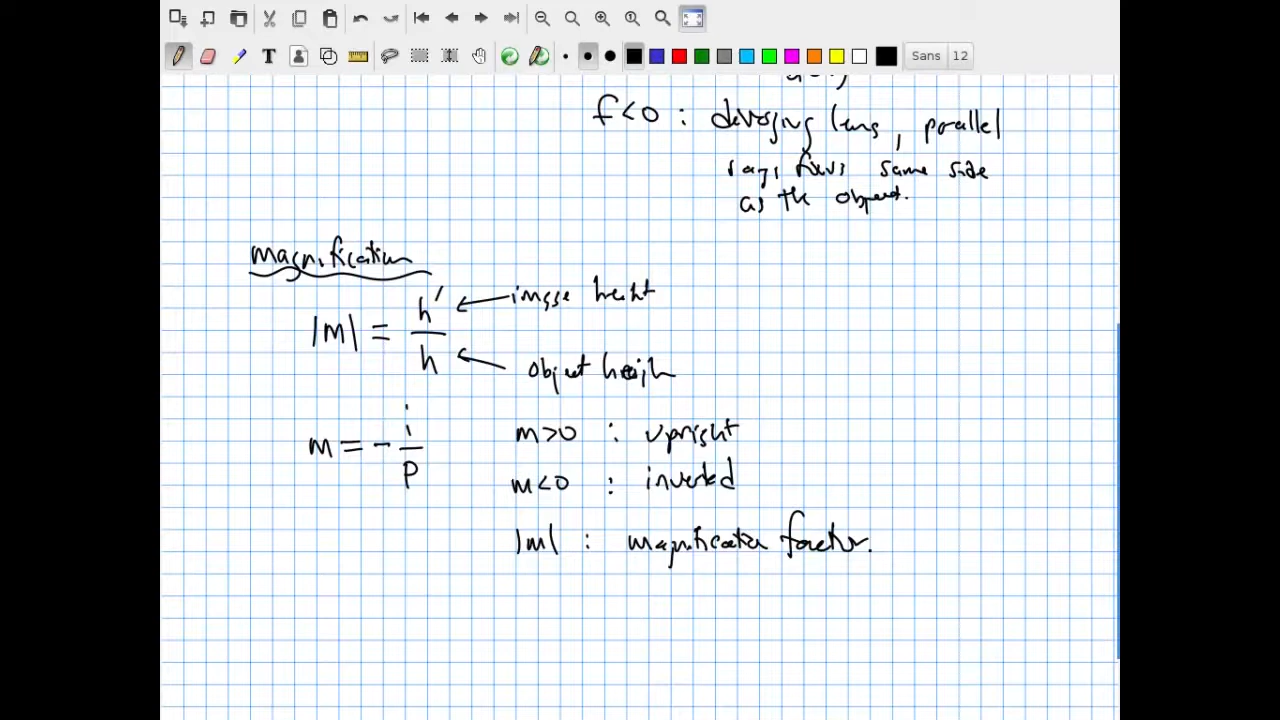 Sans 12
f<0 : diverging lens, parallel
rays focus same side
as the object.
magnification
|m| = h'/h
image height
object heigh
m = - i/p
m>0 : upright
m<0 : inverted
|m| : magnification factor.